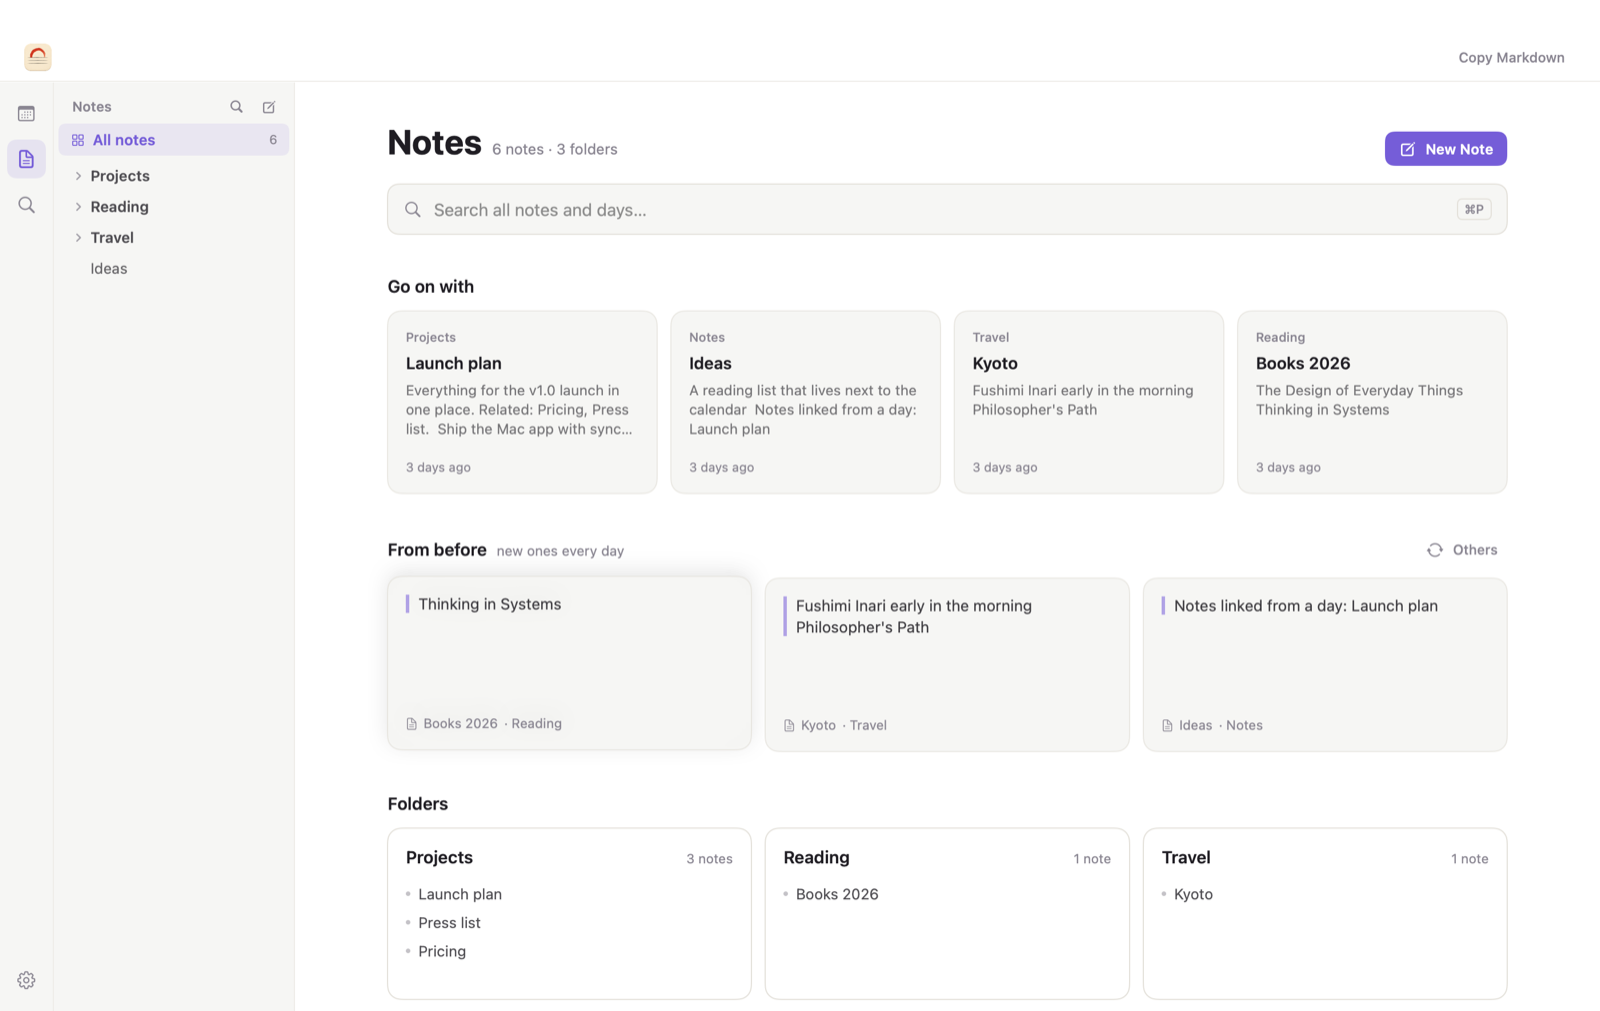 Copy Markdown
Notes
All notes 6
Projects
Reading
Travel
Ideas
Notes 6 notes · 3 folders
New Note
Search all notes and days...
⌘P
Go on with
Projects
Launch plan
Everything for the v1.0 launch in
one place. Related: Pricing, Press
list.  Ship the Mac app with sync...
3 days ago
Notes
Ideas
A reading list that lives next to the
calendar  Notes linked from a day:
Launch plan
3 days ago
Travel
Kyoto
Fushimi Inari early in the morning
Philosopher's Path
3 days ago
Reading
Books 2026
The Design of Everyday Things
Thinking in Systems
3 days ago
From before new ones every day
Others
Thinking in Systems
Books 2026 · Reading
Fushimi Inari early in the morning
Philosopher's Path
Kyoto · Travel
Notes linked from a day: Launch plan
Ideas · Notes
Folders
Projects 3 notes
• Launch plan
• Press list
• Pricing
Reading 1 note
• Books 2026
Travel 1 note
• Kyoto